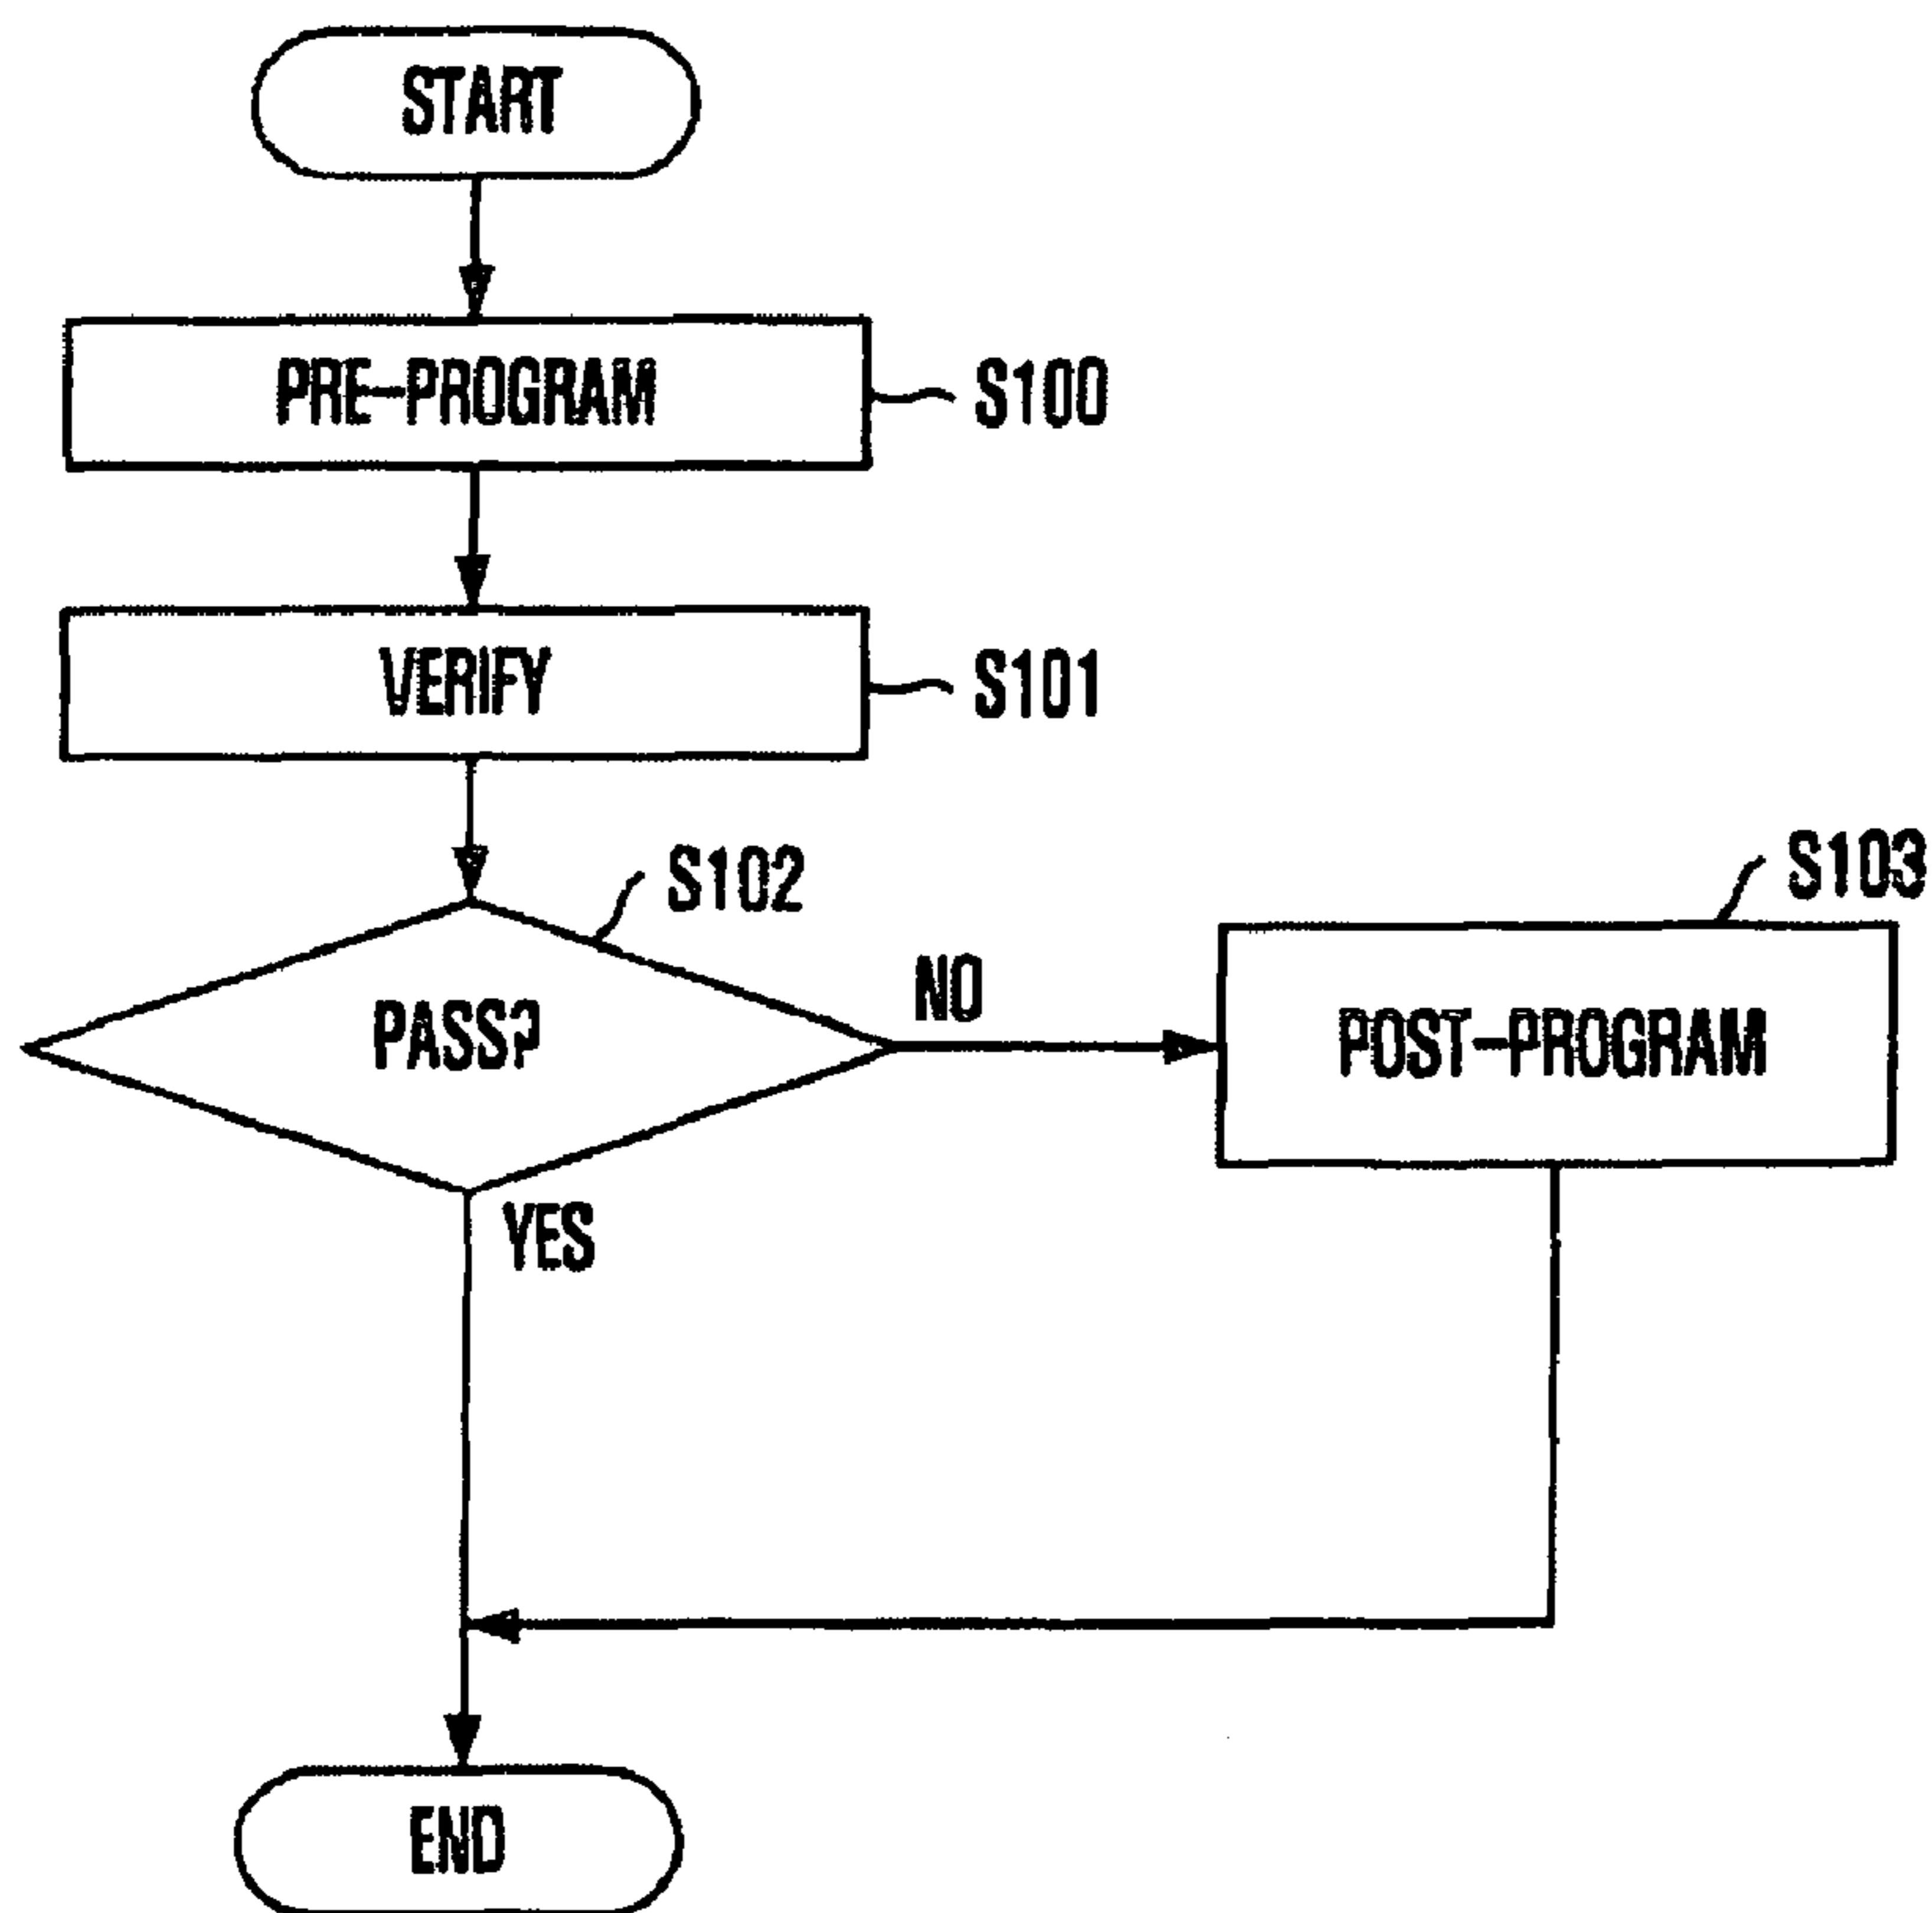 START
PRE-PROGRAM
S100
VERIFY
S101
S102
S103
PASS?
NO
POST-PROGRAM
YES
END